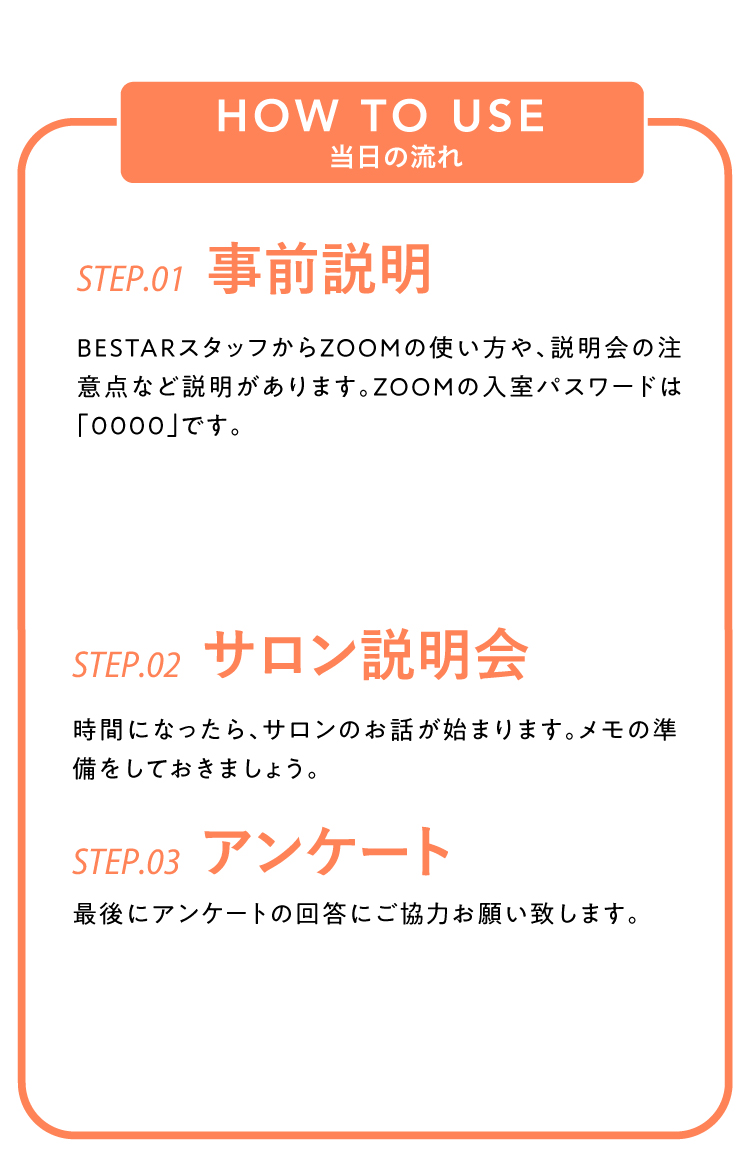 HOW TO USE
当日の流れ
STEP.01 事前説明
BESTARスタッフからZOOMの使い方や、説明会の注
意点など説明があります。ZOOMの入室パスワードは
「0000」です。
STEP.02 サロン説明会
時間になったら、サロンのお話が始まります。メモの準
備をしておきましょう。
STEP.03 アンケート
最後にアンケートの回答にご協力お願い致します。